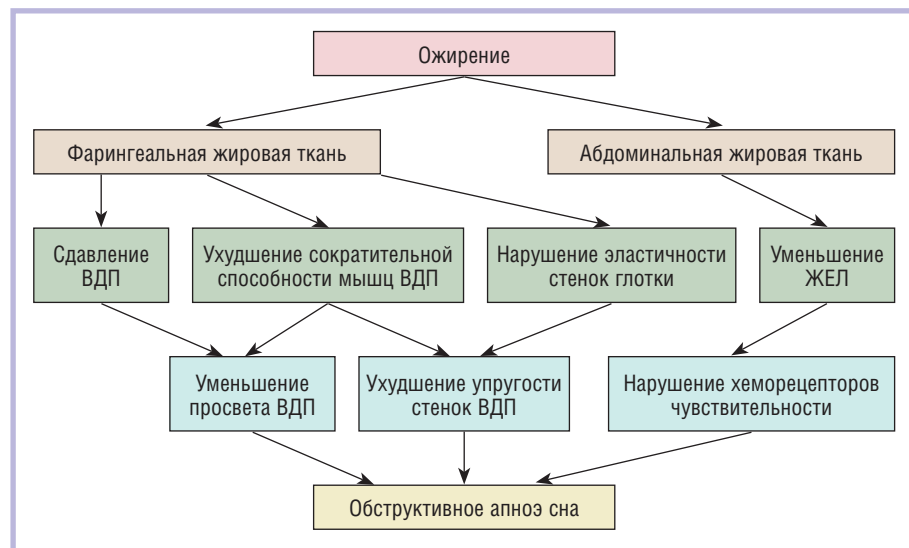 Ожирение
Фарингеальная жировая ткань
Абдоминальная жировая ткань
Сдавление
ВДП
Ухудшение сократительной
способности мышц ВДП
Нарушение эластичности
стенок глотки
Уменьшение
ЖЕЛ
Уменьшение
просвета ВДП
Ухудшение упругости
стенок ВДП
Нарушение хеморецепторов
чувствительности
Обструктивное апноэ сна